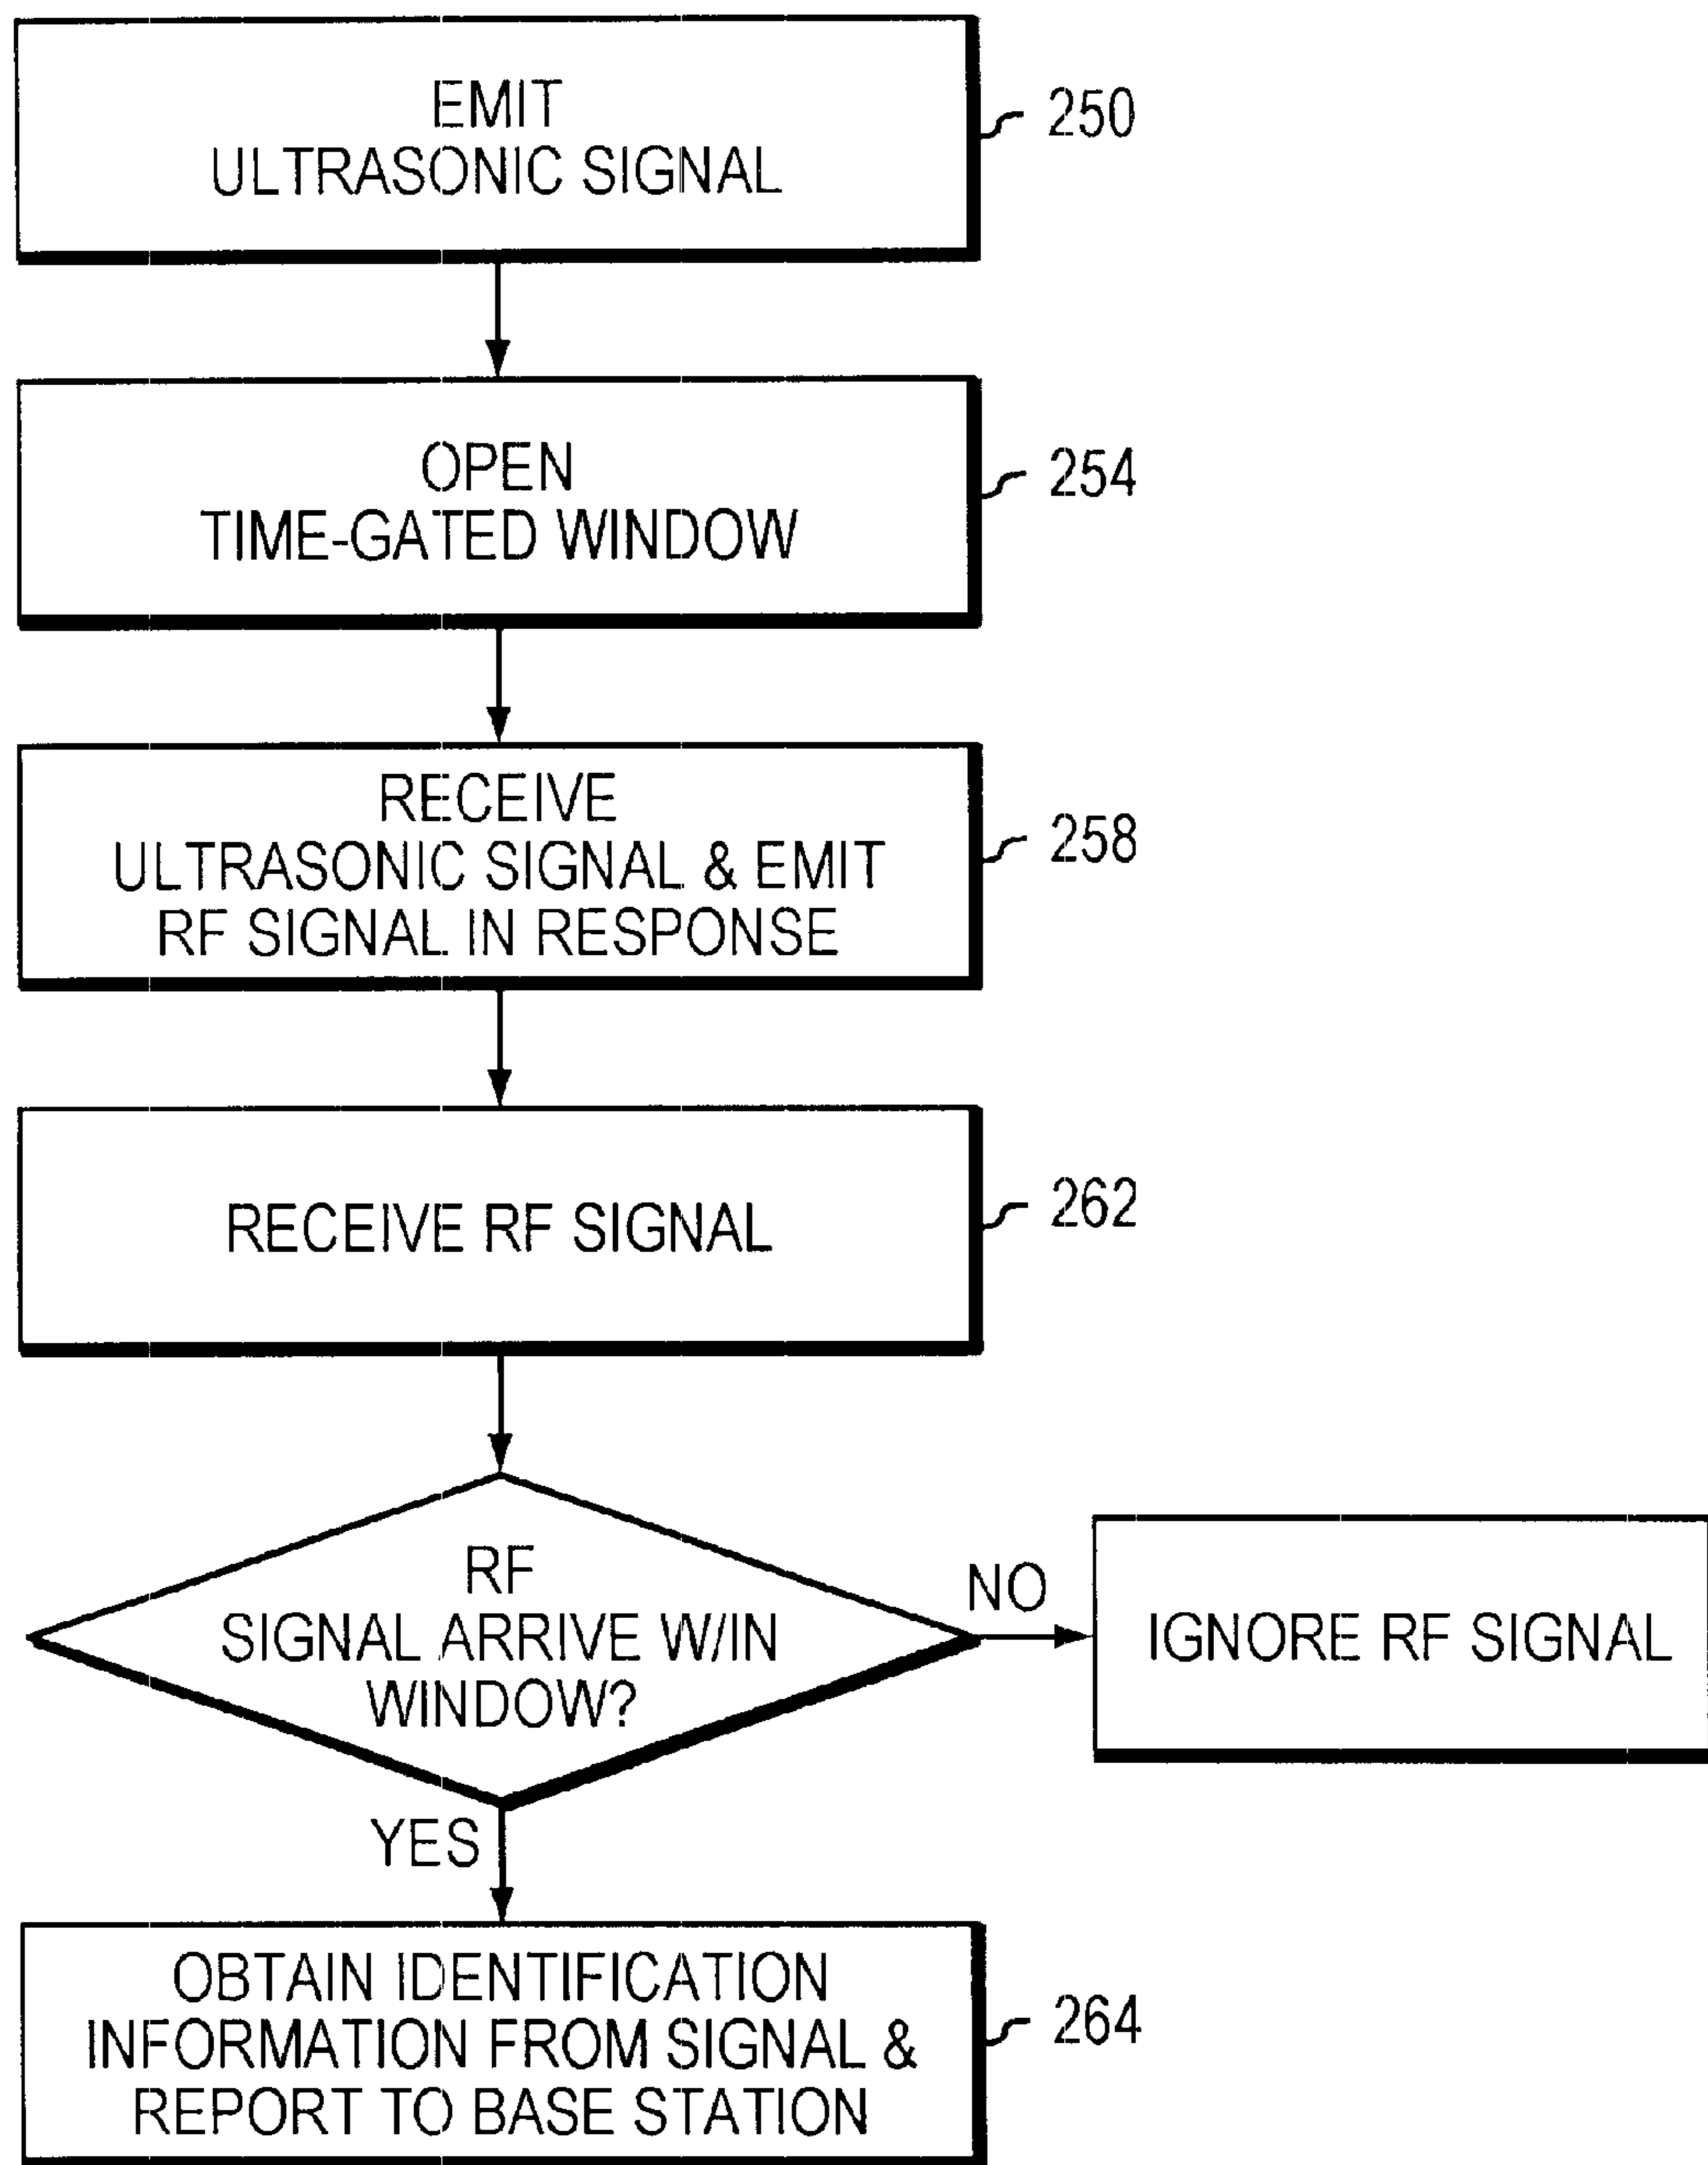 EMIT
ULTRASONIC SIGNAL
250
OPEN
TIME-GATED WINDOW
254
RECEIVE
ULTRASONIC SIGNAL & EMIT
RF SIGNAL IN RESPONSE
258
RECEIVE RF SIGNAL
262
RF
SIGNAL ARRIVE W/IN
WINDOW?
NO
IGNORE RF SIGNAL
YES
OBTAIN IDENTIFICATION
INFORMATION FROM SIGNAL &
REPORT TO BASE STATION
264